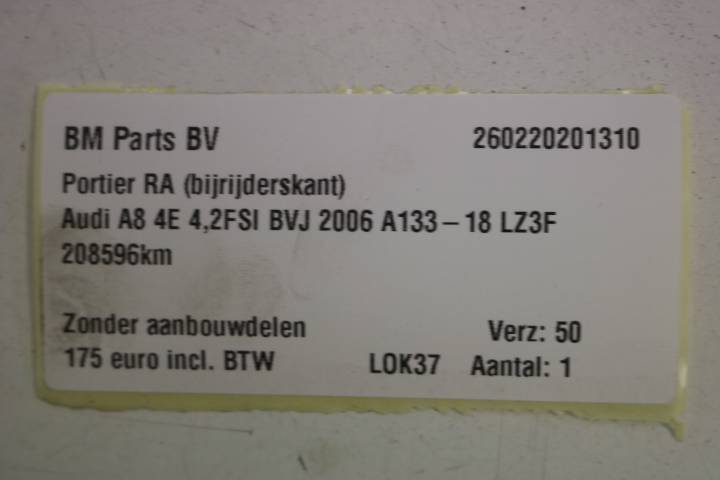 BM Parts BV 260220201310
Portier RA (bijrijderskant)
Audi A8 4E 4,2FSI BVJ 2006 A133-18 LZ3F
208596km
Zonder aanbouwdelen Verz: 50
175 euro incl. BTW LOK37 Aantal: 1